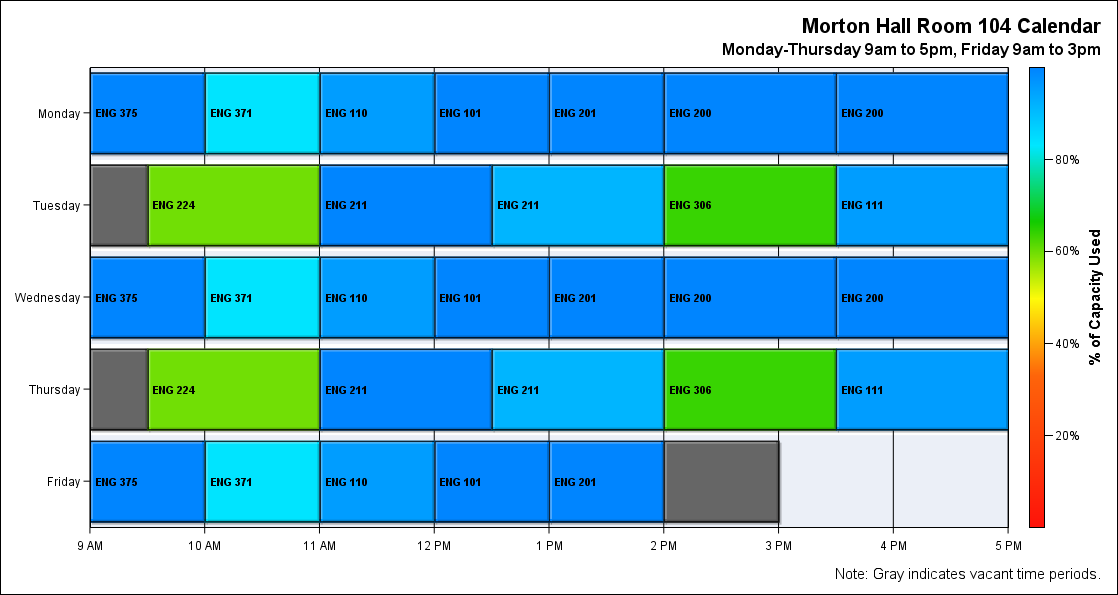 Morton Hall Room 104 Calendar
Monday-Thursday 9am to 5pm, Friday 9am to 3pm
Monday ENG 375 ENG 371 ENG 110 ENG 101 ENG 201 ENG 200 ENG 200
Tuesday ENG 224 ENG 211 ENG 211 ENG 306 ENG 111
Wednesday ENG 375 ENG 371 ENG 110 ENG 101 ENG 201 ENG 200 ENG 200
Thursday ENG 224 ENG 211 ENG 211 ENG 306 ENG 111
Friday ENG 375 ENG 371 ENG 110 ENG 101 ENG 201
9 AM 10 AM 11 AM 12 PM 1 PM 2 PM 3 PM 4 PM 5 PM
80%
60%
40%
20%
% of Capacity Used
Note: Gray indicates vacant time periods.